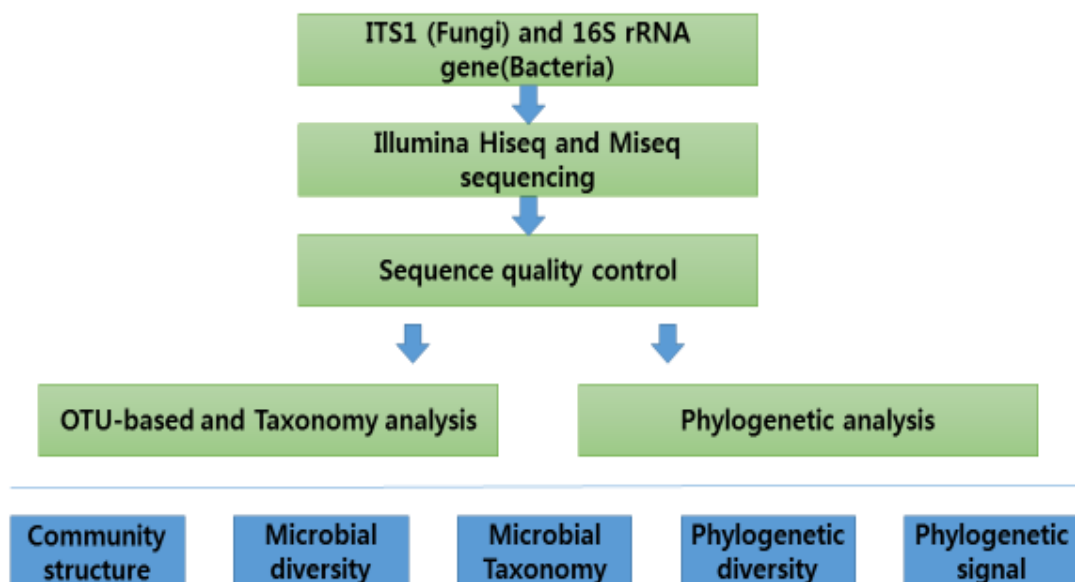 ITS1 (Fungi) and 16S rRNA
gene(Bacteria)
Illumina Hiseq and Miseq
sequencing
Sequence quality control
OTU-based and Taxonomy analysis
Phylogenetic analysis
Community
structure
Microbial
diversity
Microbial
Taxonomy
Phylogenetic
diversity
Phylogenetic
signal